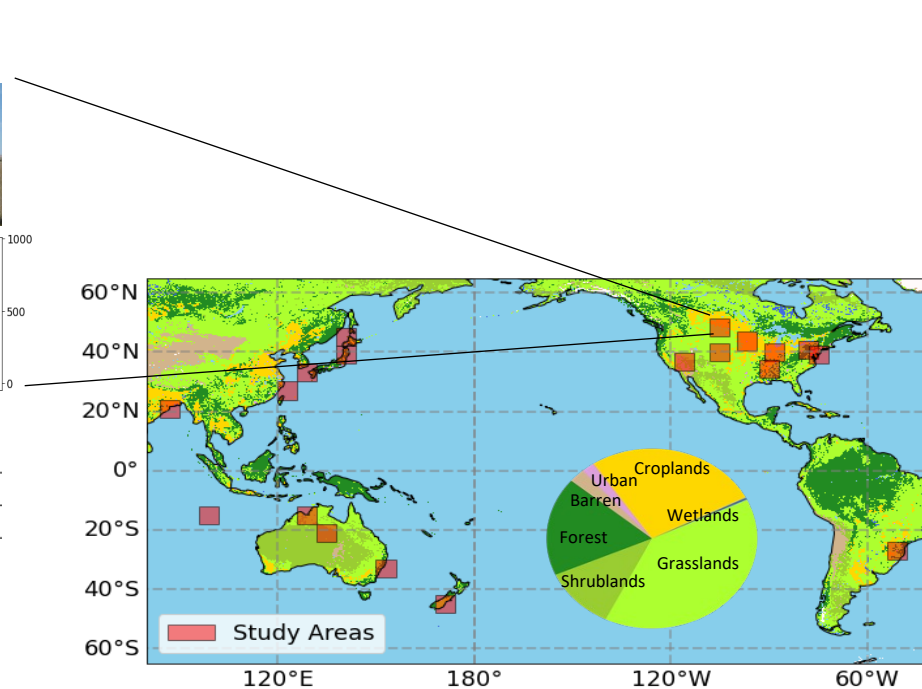 1000
500
0
60°N
40°N
20°N
0°
20°S
40°S
60°S
Croplands
Urban
Barren
Wetlands
Forest
Grasslands
Shrublands
Study Areas
120°E
180°
120°W
60°W